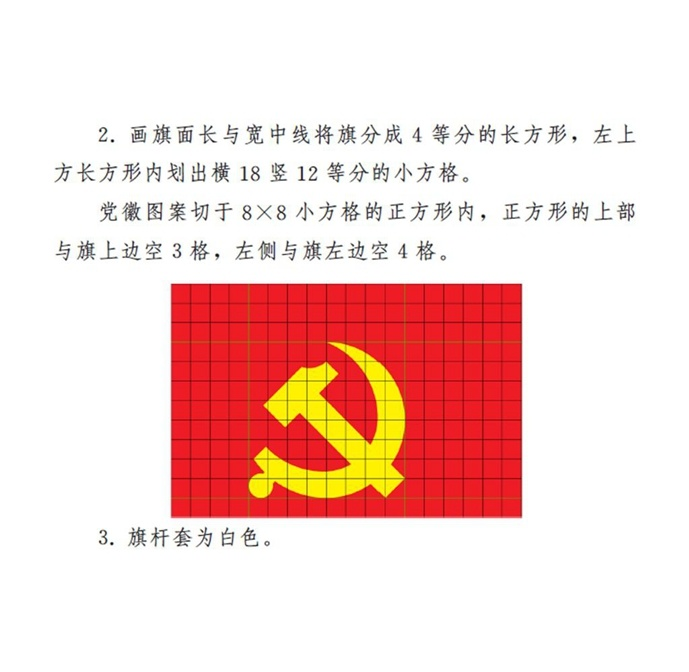 2. 画旗面长与宽中线将旗分成 4 等分的长方形，左上
方长方形内划出横 18 竖 12 等分的小方格。
党徽图案切于 8×8 小方格的正方形内，正方形的上部
与旗上边空 3 格，左侧与旗左边空 4 格。
3. 旗杆套为白色。